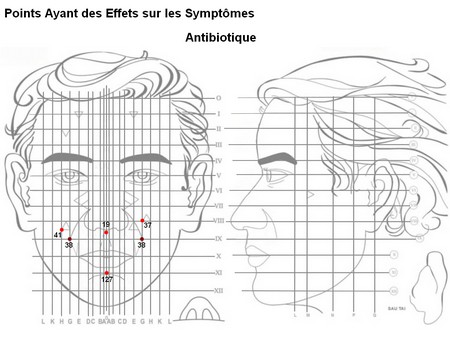 Points Ayant des Effets sur les Symptômes
Antibiotique
O
I
II
III
IV
V
VI
VII
VIII
IX
X
XI
XII
41
38
19
37
38
127
L K H G E D C B A A B C D E G H K L